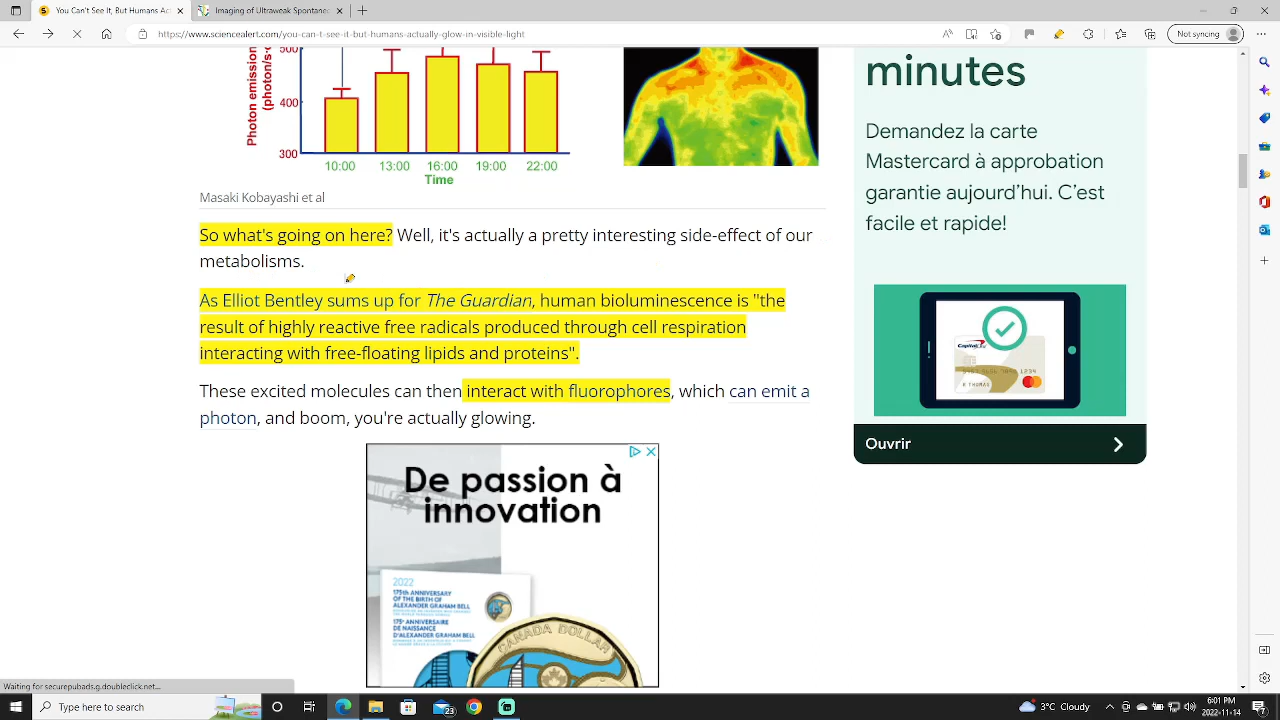 You Can't See It, But Humans Ac
Imaging of Ultraweak Spontane
https://www.sciencealert.com/you-can-t-see-it-but-humans-actually-glow-in-visible-light
Not syncing
Photon emission
(photon/s
500
400
300
10:00 13:00 16:00 19:00 22:00
Time
Masaki Kobayashi et al
So what's going on here? Well, it's actually a pretty interesting side-effect of our
metabolisms.
As Elliot Bentley sums up for The Guardian, human bioluminescence is "the
result of highly reactive free radicals produced through cell respiration
interacting with free-floating lipids and proteins".
These excited molecules can then interact with fluorophores, which can emit a
photon, and boom, you're actually glowing.
De passion à
innovation
2022
175th ANNIVERSARY
OF THE BIRTH OF
ALEXANDER GRAHAM BELL
175e ANNIVERSAIRE
DE NAISSANCE
D'ALEXANDER GRAHAM BELL
CANADA DOLLAR
minutes
Demandez la carte
Mastercard à approbation
garantie aujourd'hui. C'est
facile et rapide!
Capital One
R THOMAS
Ouvrir
ing for securepubads.g.doubleclick.net...
Type here to search
23
0°C Cloudy
6:01 PM
2022-11-14